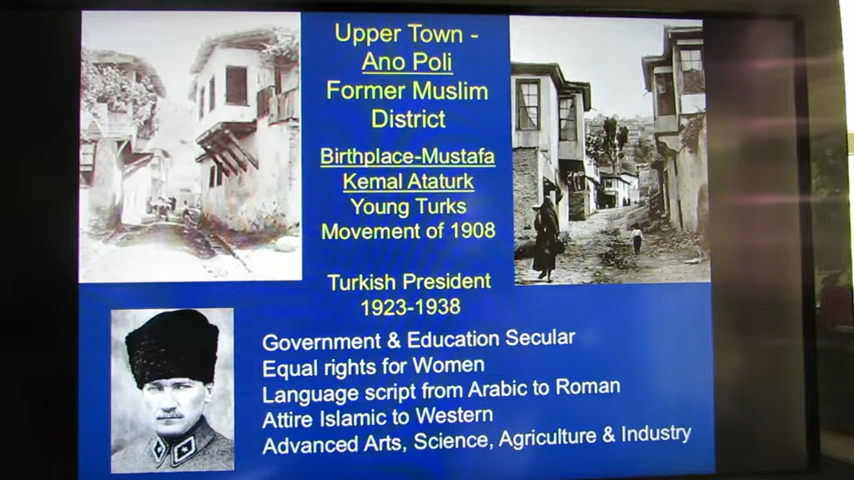 Upper Town -
Ano Poli
Former Muslim
District
Birthplace-Mustafa
Kemal Ataturk
Young Turks
Movement of 1908
Turkish President
1923-1938
Government & Education Secular
Equal rights for Women
Language script from Arabic to Roman
Attire Islamic to Western
Advanced Arts, Science, Agriculture & Industry